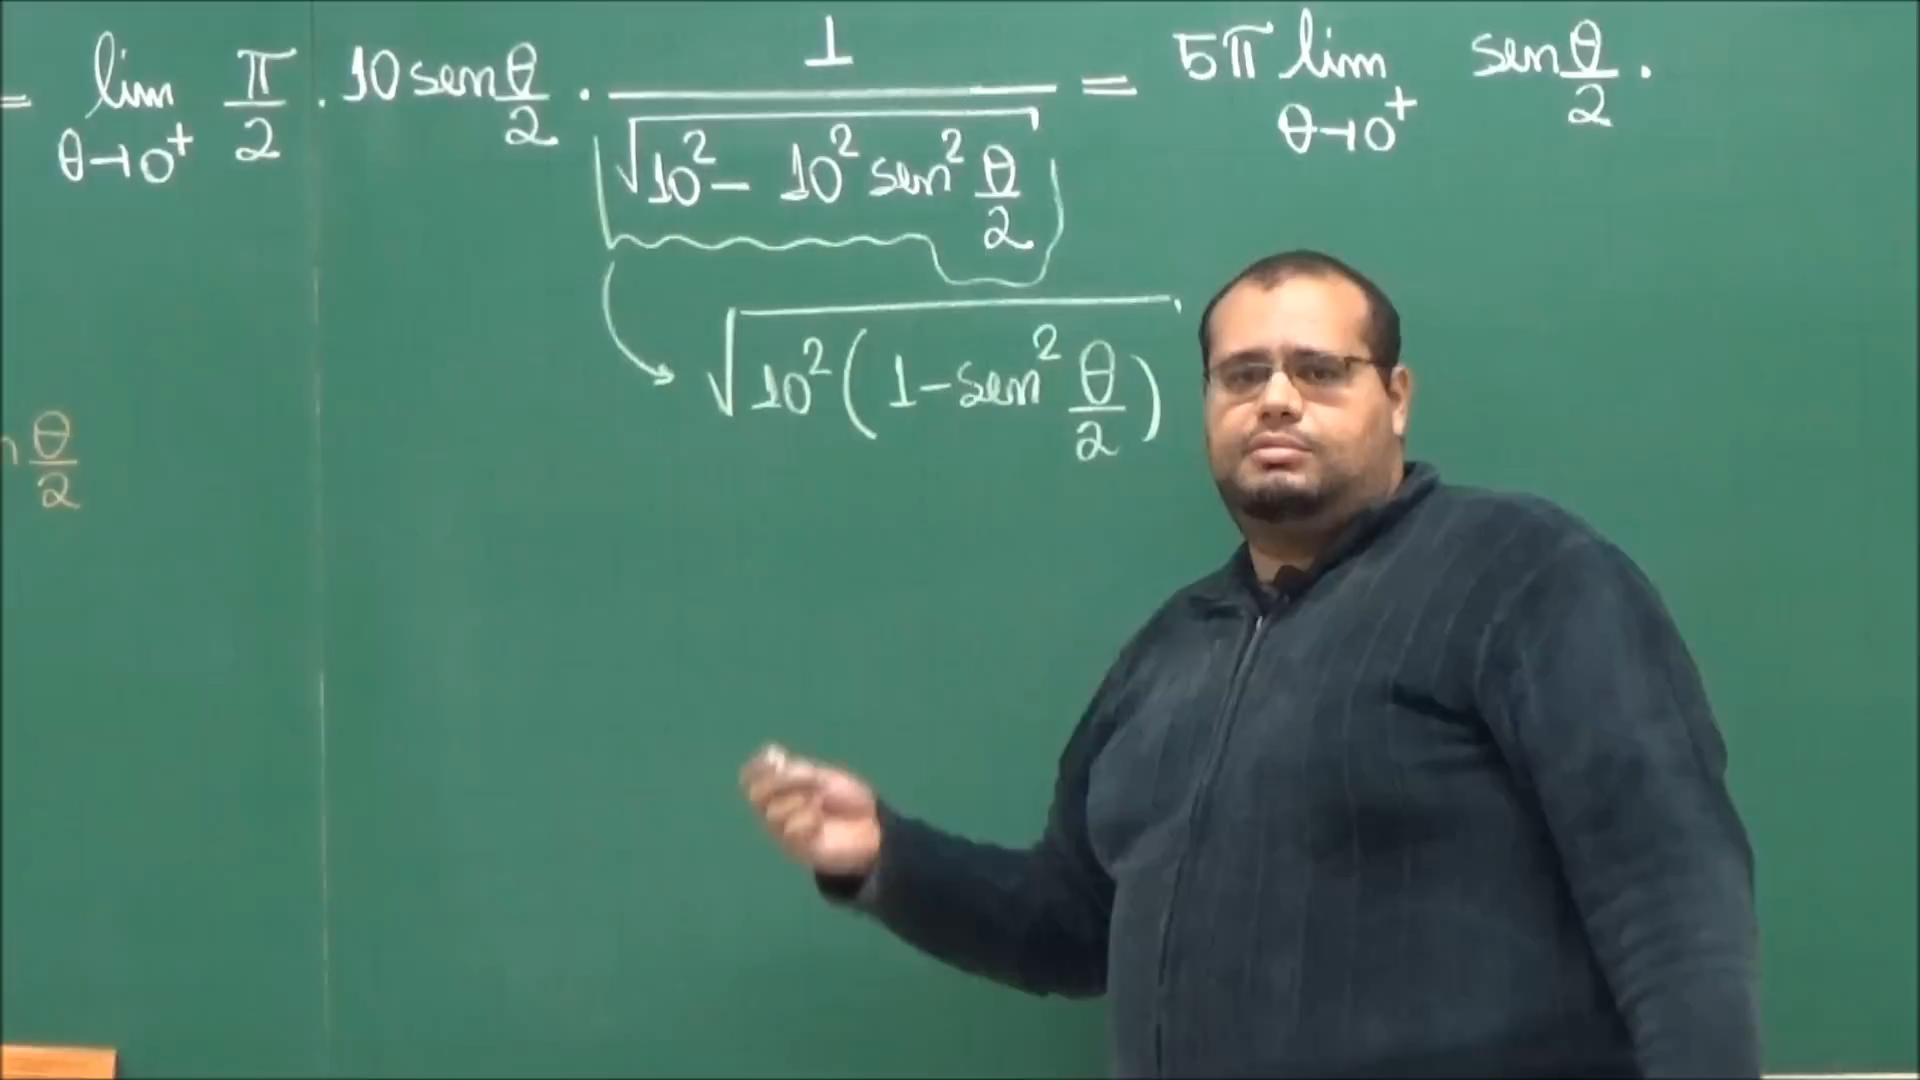 = lim θ→0⁺ π/2 · 10 sen θ/2 · 1/√(10² − 10² sen² θ/2) = 5π lim θ→0⁺ sen θ/2 ·
√(10² (1 − sen² θ/2))
n θ/2